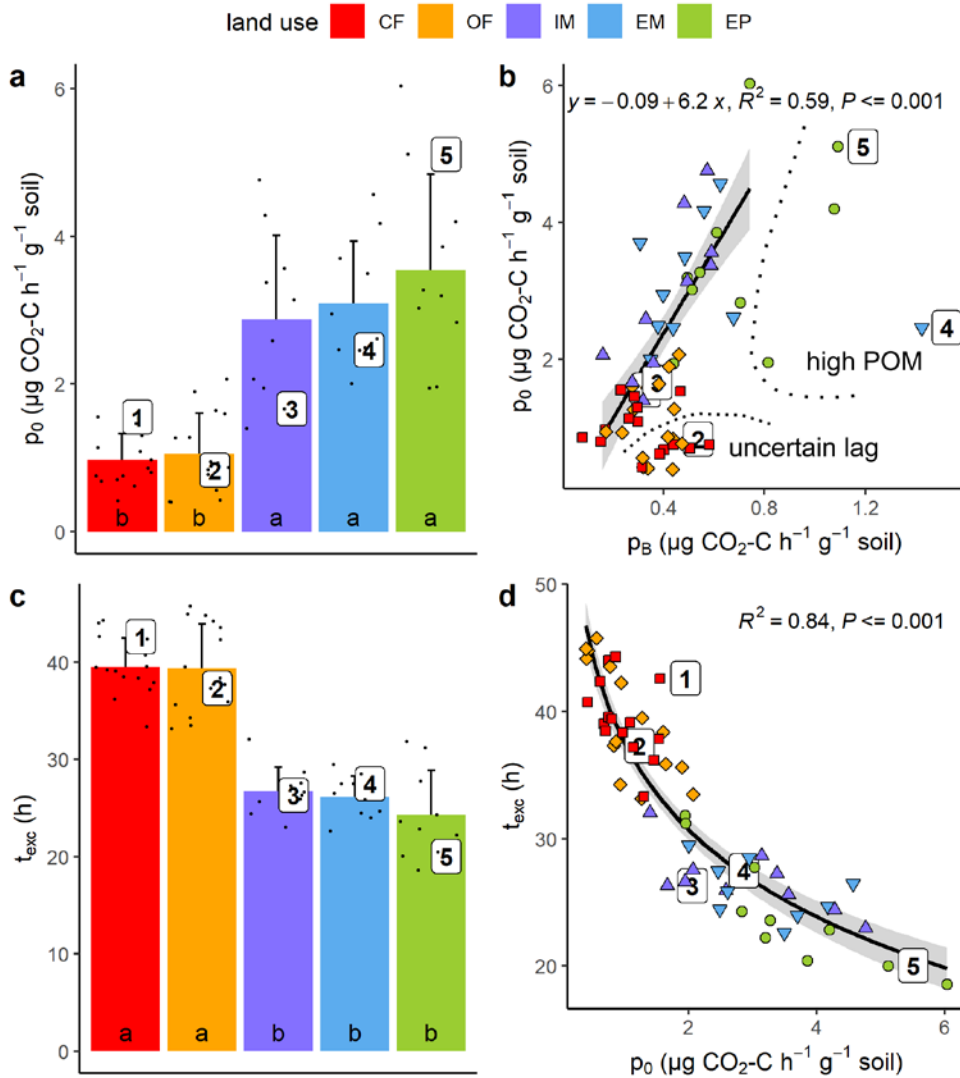 land use CF OF IM EM EP
a
p₀ (µg CO₂-C h⁻¹ g⁻¹ soil)
6
4
2
0
1
2
3
4
5
b b a a a
b
y = −0.09 + 6.2 x, R² = 0.59, P <= 0.001
p₀ (µg CO₂-C h⁻¹ g⁻¹ soil)
6
4
2
5
4
high POM
3
2
uncertain lag
0.4 0.8 1.2
p_B (µg CO₂-C h⁻¹ g⁻¹ soil)
c
t_exc (h)
40
30
20
10
0
1
2
3
4
5
a a b b b
d
R² = 0.84, P <= 0.001
t_exc (h)
50
40
30
20
1
2
3
4
5
2 4 6
p₀ (µg CO₂-C h⁻¹ g⁻¹ soil)